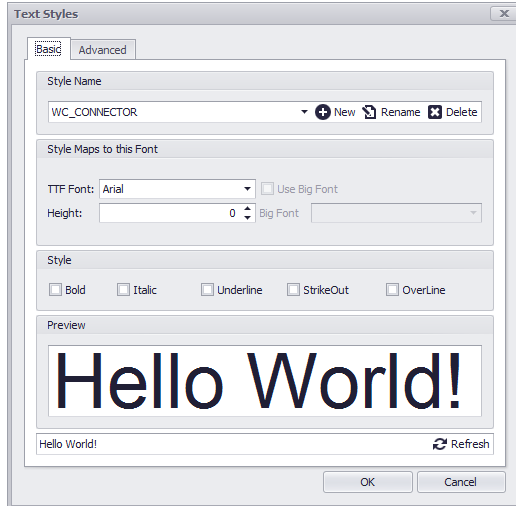 Text Styles
Basic Advanced
Style Name
WC_CONNECTOR New Rename Delete
Style Maps to this Font
TTF Font: Arial Use Big Font
Height: 0 Big Font
Style
Bold Italic Underline StrikeOut OverLine
Preview
Hello World!
Hello World! Refresh
OK Cancel